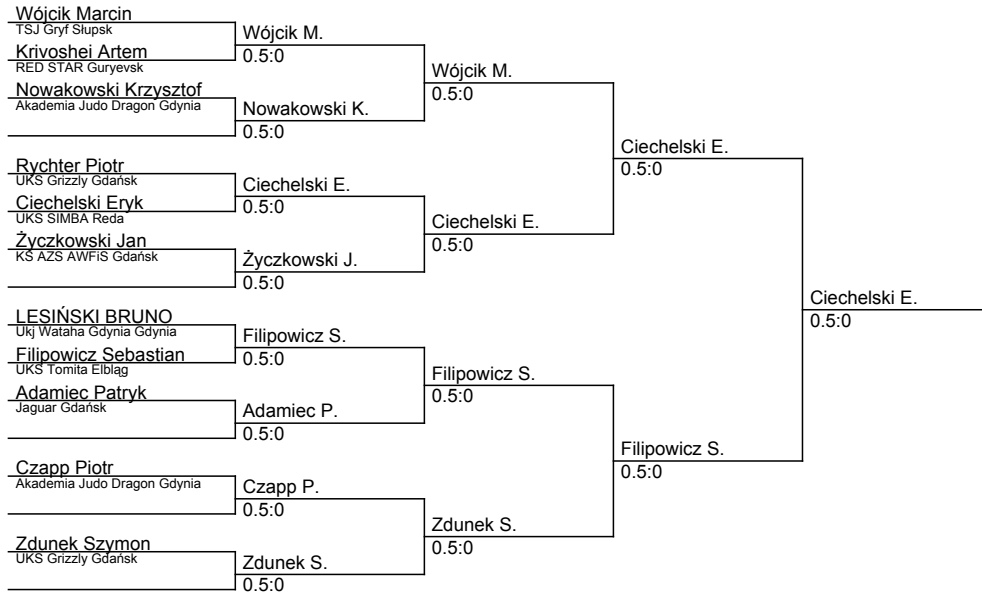 Wójcik Marcin
TSJ Gryf Słupsk
Krivoshei Artem
RED STAR Guryevsk
Nowakowski Krzysztof
Akademia Judo Dragon Gdynia
Rychter Piotr
UKS Grizzly Gdańsk
Ciechelski Eryk
UKS SIMBA Reda
Życzkowski Jan
KS AZS AWFiS Gdańsk
LESIŃSKI BRUNO
Ukj Wataha Gdynia Gdynia
Filipowicz Sebastian
UKS Tomita Elbląg
Adamiec Patryk
Jaguar Gdańsk
Czapp Piotr
Akademia Judo Dragon Gdynia
Zdunek Szymon
UKS Grizzly Gdańsk
Wójcik M.
0.5:0
Nowakowski K.
0.5:0
Ciechelski E.
0.5:0
Życzkowski J.
0.5:0
Filipowicz S.
0.5:0
Adamiec P.
0.5:0
Czapp P.
0.5:0
Zdunek S.
0.5:0
Wójcik M.
0.5:0
Ciechelski E.
0.5:0
Filipowicz S.
0.5:0
Zdunek S.
0.5:0
Ciechelski E.
0.5:0
Filipowicz S.
0.5:0
Ciechelski E.
0.5:0